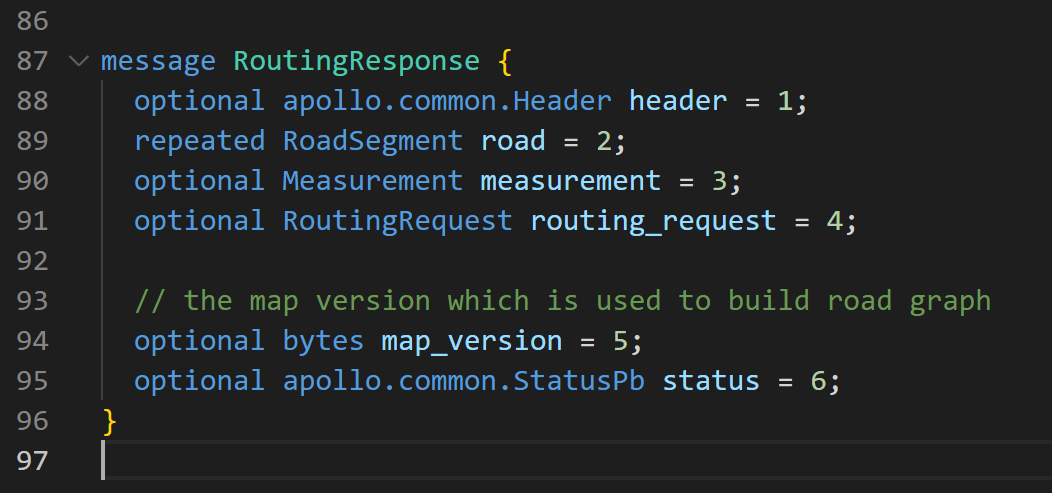 86
87 message RoutingResponse {
88 optional apollo.common.Header header = 1;
89 repeated RoadSegment road = 2;
90 optional Measurement measurement = 3;
91 optional RoutingRequest routing_request = 4;
92
93 // the map version which is used to build road graph
94 optional bytes map_version = 5;
95 optional apollo.common.StatusPb status = 6;
96 }
97